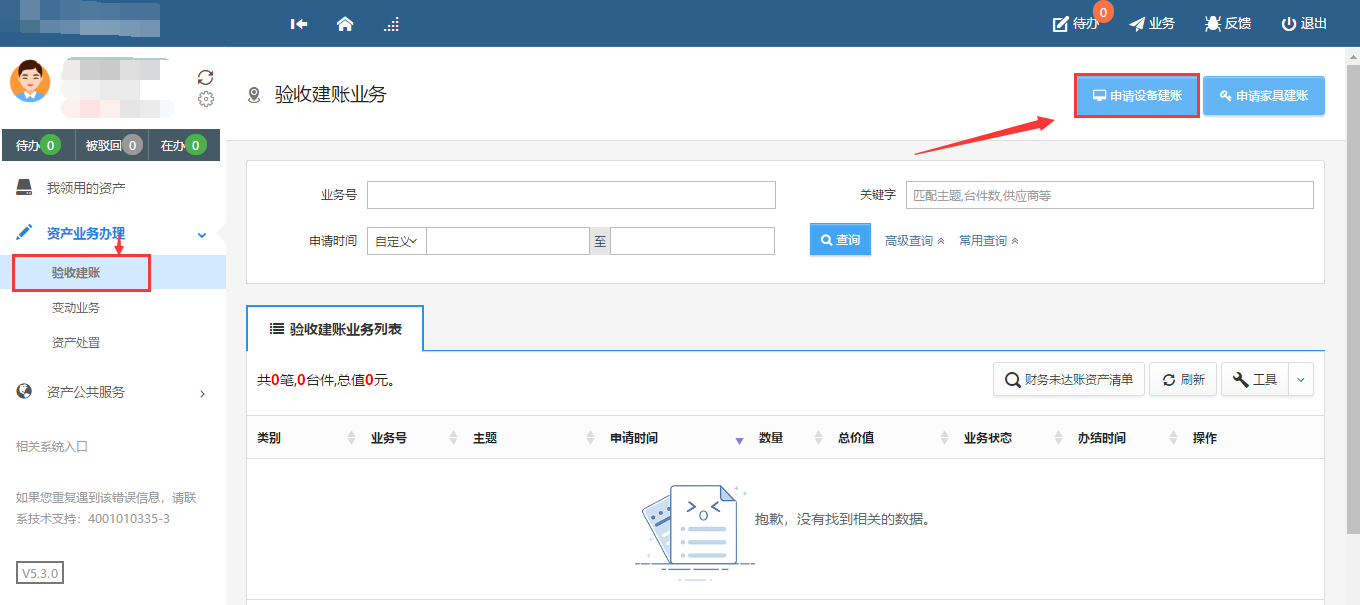 待办 0 业务 反馈 退出
验收建账业务
申请设备建账 申请家具建账
待办 0 被驳回 0 在办 0
我领用的资产
资产业务办理
验收建账
变动业务
资产处置
资产公共服务
相关系统入口
如果您重复遇到该错误信息，请联
系技术支持：4001010335-3
V5.3.0
业务号 关键字 匹配主题,台件数,供应商等
申请时间 自定义 至 查询 高级查询 常用查询
验收建账业务列表
共0笔,0台件,总值0元。 财务未达账资产清单 刷新 工具
类别 业务号 主题 申请时间 数量 总价值 业务状态 办结时间 操作
抱歉，没有找到相关的数据。